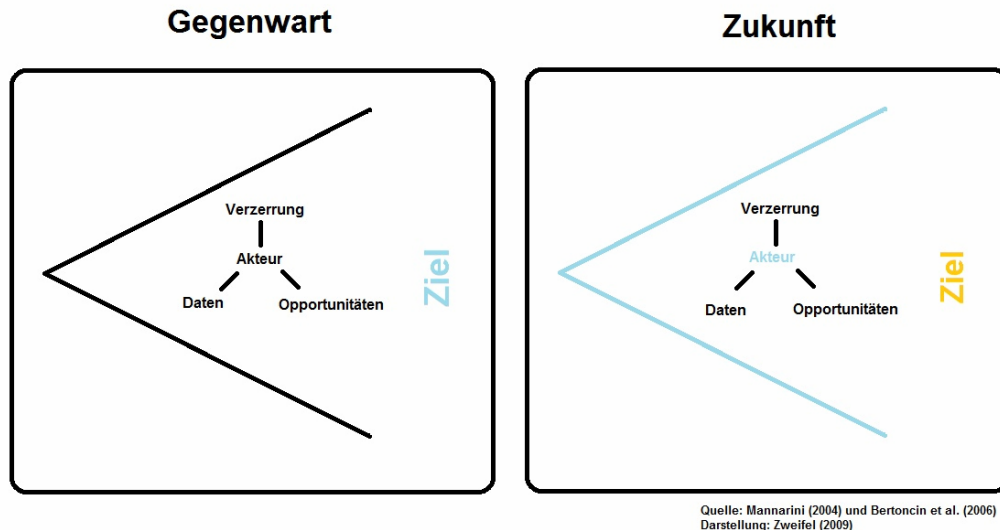 Gegenwart
Verzerrung
Akteur
Daten
Opportunitäten
Ziel
Zukunft
Verzerrung
Akteur
Daten
Opportunitäten
Ziel
Quelle: Mannarini (2004) und Bertoncin et al. (2006)
Darstellung: Zweifel (2009)